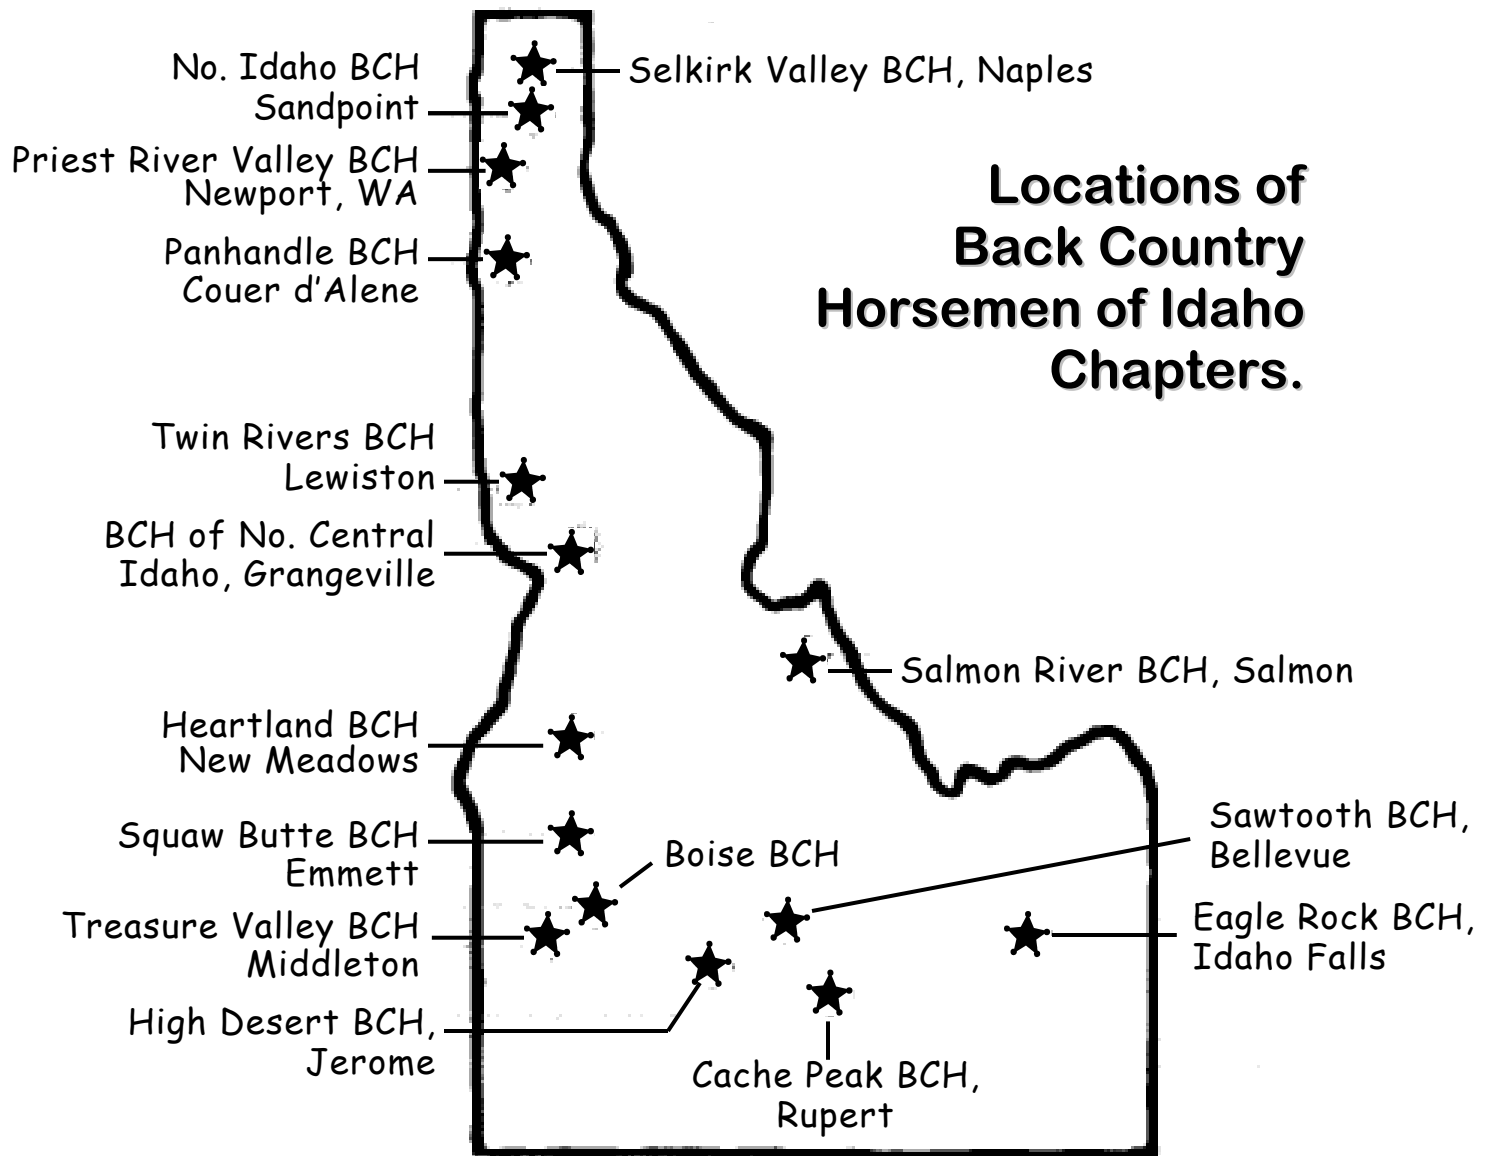 No. Idaho BCH
Sandpoint
Selkirk Valley BCH, Naples
Priest River Valley BCH
Newport, WA
Panhandle BCH
Couer d'Alene
Locations of
Back Country
Horsemen of Idaho
Chapters.
Twin Rivers BCH
Lewiston
BCH of No. Central
Idaho, Grangeville
Salmon River BCH, Salmon
Heartland BCH
New Meadows
Squaw Butte BCH
Emmett
Boise BCH
Sawtooth BCH,
Bellevue
Treasure Valley BCH
Middleton
Eagle Rock BCH,
Idaho Falls
High Desert BCH,
Jerome
Cache Peak BCH,
Rupert